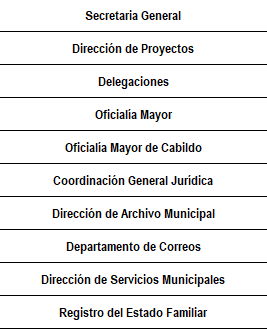 Secretaria General
Dirección de Proyectos
Delegaciones
Oficialía Mayor
Oficialía Mayor de Cabildo
Coordinación General Jurídica
Dirección de Archivo Municipal
Departamento de Correos
Dirección de Servicios Municipales
Registro del Estado Familiar